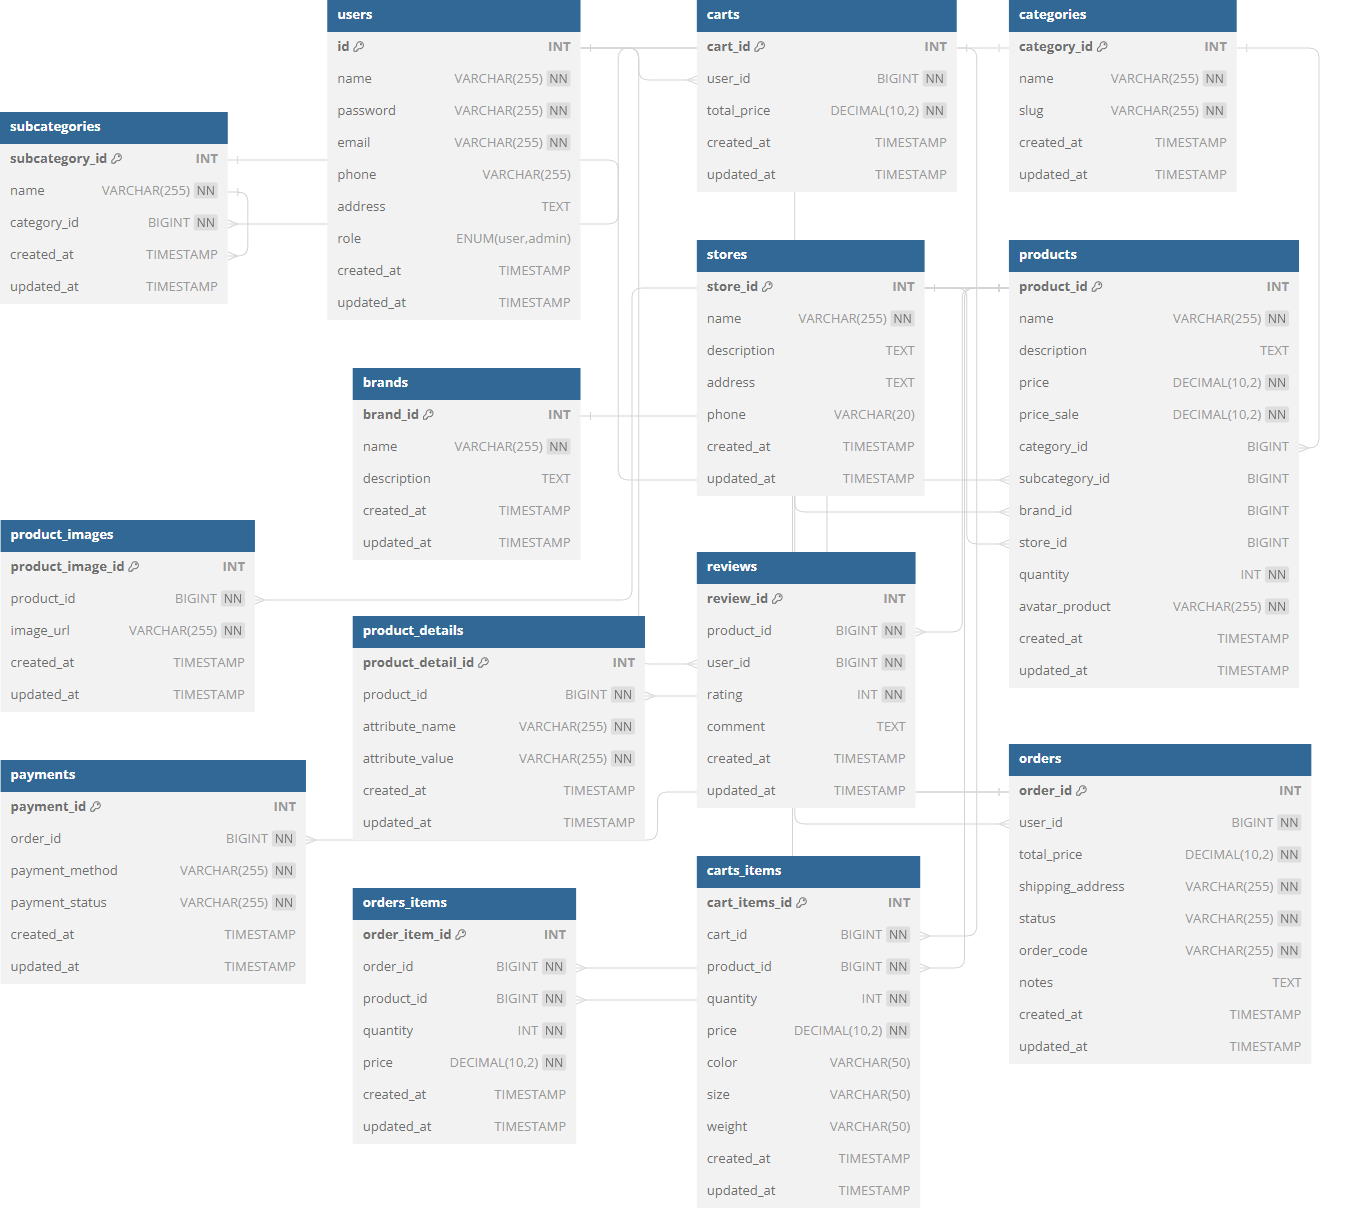 users
id INT
name VARCHAR(255) NN
password VARCHAR(255) NN
email VARCHAR(255) NN
phone VARCHAR(255)
address TEXT
role ENUM(user,admin)
created_at TIMESTAMP
updated_at TIMESTAMP
carts
cart_id INT
user_id BIGINT NN
total_price DECIMAL(10,2) NN
created_at TIMESTAMP
updated_at TIMESTAMP
categories
category_id INT
name VARCHAR(255) NN
slug VARCHAR(255) NN
created_at TIMESTAMP
updated_at TIMESTAMP
subcategories
subcategory_id INT
name VARCHAR(255) NN
category_id BIGINT NN
created_at TIMESTAMP
updated_at TIMESTAMP
stores
store_id INT
name VARCHAR(255) NN
description TEXT
address TEXT
phone VARCHAR(20)
created_at TIMESTAMP
updated_at TIMESTAMP
products
product_id INT
name VARCHAR(255) NN
description TEXT
price DECIMAL(10,2) NN
price_sale DECIMAL(10,2) NN
category_id BIGINT
subcategory_id BIGINT
brand_id BIGINT
store_id BIGINT
quantity INT NN
avatar_product VARCHAR(255) NN
created_at TIMESTAMP
updated_at TIMESTAMP
brands
brand_id INT
name VARCHAR(255) NN
description TEXT
created_at TIMESTAMP
updated_at TIMESTAMP
product_images
product_image_id INT
product_id BIGINT NN
image_url VARCHAR(255) NN
created_at TIMESTAMP
updated_at TIMESTAMP
product_details
product_detail_id INT
product_id BIGINT NN
attribute_name VARCHAR(255) NN
attribute_value VARCHAR(255) NN
created_at TIMESTAMP
updated_at TIMESTAMP
reviews
review_id INT
product_id BIGINT NN
user_id BIGINT NN
rating INT NN
comment TEXT
created_at TIMESTAMP
updated_at TIMESTAMP
payments
payment_id INT
order_id BIGINT NN
payment_method VARCHAR(255) NN
payment_status VARCHAR(255) NN
created_at TIMESTAMP
updated_at TIMESTAMP
orders
order_id INT
user_id BIGINT NN
total_price DECIMAL(10,2) NN
shipping_address VARCHAR(255) NN
status VARCHAR(255) NN
order_code VARCHAR(255) NN
notes TEXT
created_at TIMESTAMP
updated_at TIMESTAMP
orders_items
order_item_id INT
order_id BIGINT NN
product_id BIGINT NN
quantity INT NN
price DECIMAL(10,2) NN
created_at TIMESTAMP
updated_at TIMESTAMP
carts_items
cart_items_id INT
cart_id BIGINT NN
product_id BIGINT NN
quantity INT NN
price DECIMAL(10,2) NN
color VARCHAR(50)
size VARCHAR(50)
weight VARCHAR(50)
created_at TIMESTAMP
updated_at TIMESTAMP